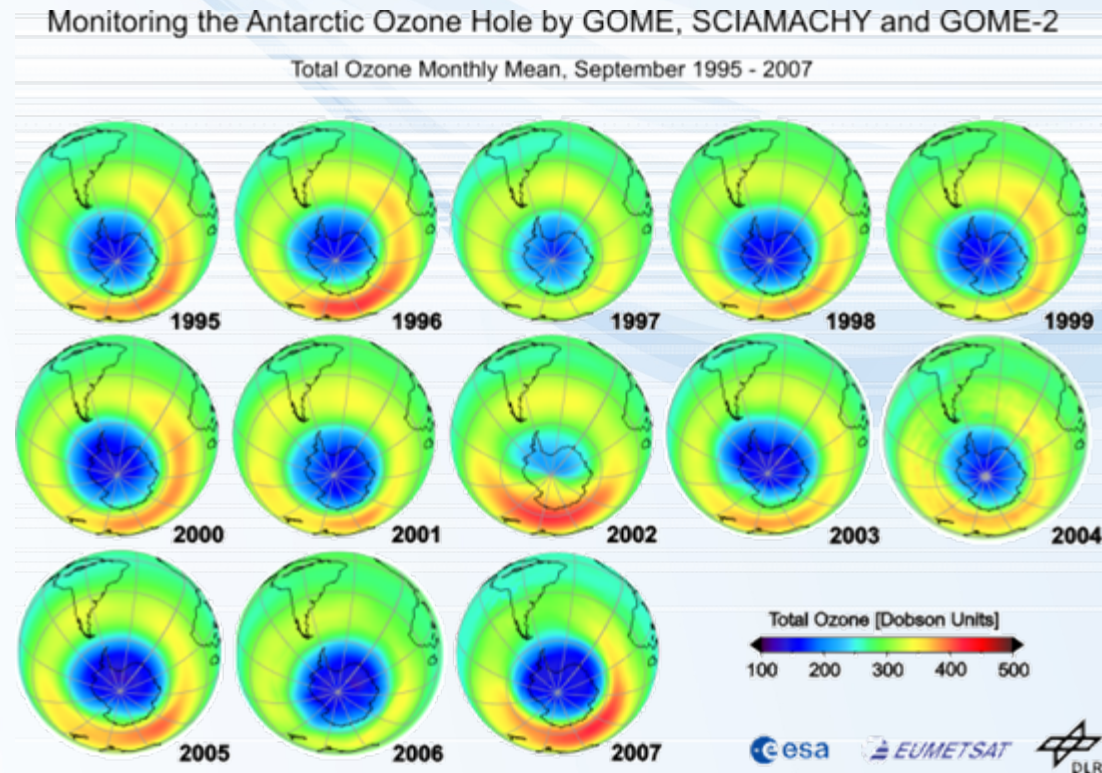 Monitoring the Antarctic Ozone Hole by GOME, SCIAMACHY and GOME-2
Total Ozone Monthly Mean, September 1995 - 2007
1995
1996
1997
1998
1999
2000
2001
2002
2003
2004
2005
2006
2007
Total Ozone [Dobson Units]
100 200 300 400 500
esa EUMETSAT DLR